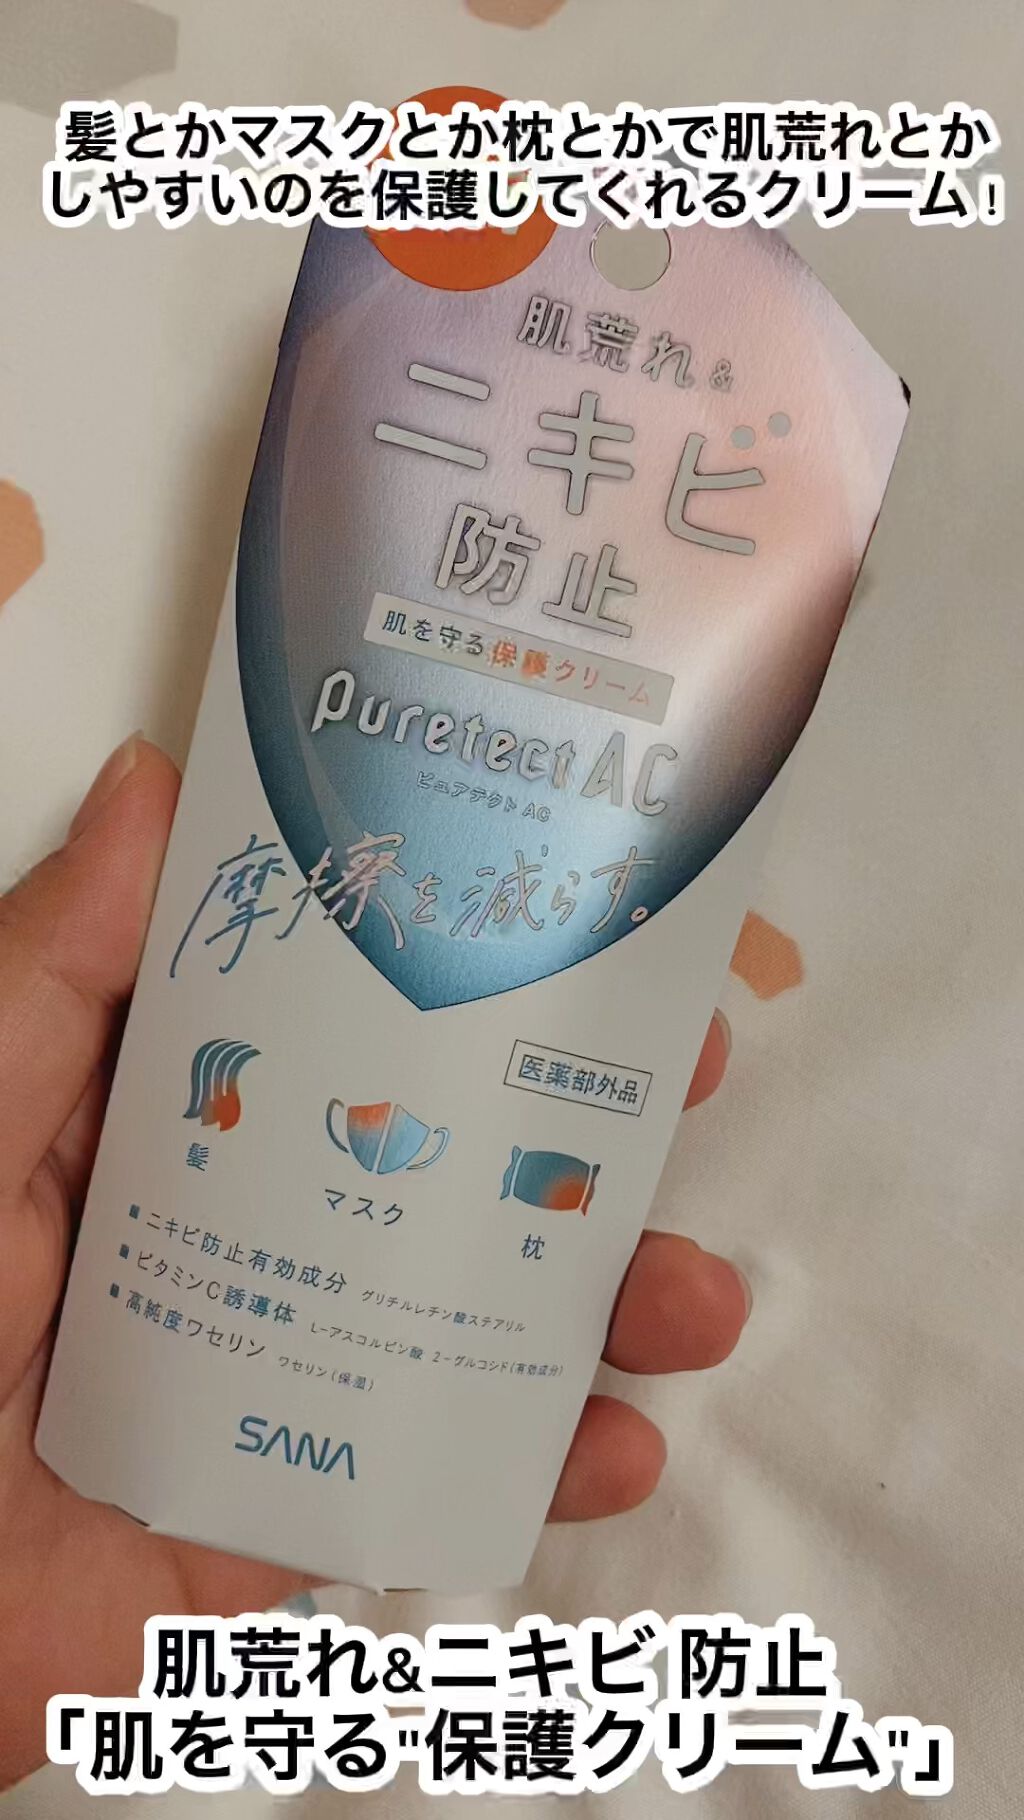 髪とかマスクとか枕とかで肌荒れとか
しやすいのを保護してくれるクリーム！
肌荒れ&
ニキビ
防止
肌を守る保護クリーム
puretect AC
ピュアテクト AC
摩擦を減らす。
医薬部外品
髪
マスク
枕
■ニキビ防止有効成分 グリチルレチン酸ステアリル
■ビタミンC誘導体 L-アスコルビン酸 2-グルコシド(有効成分)
■高純度ワセリン ワセリン(保湿)
SANA
肌荒れ&ニキビ 防止
「肌を守る"保護クリーム"」